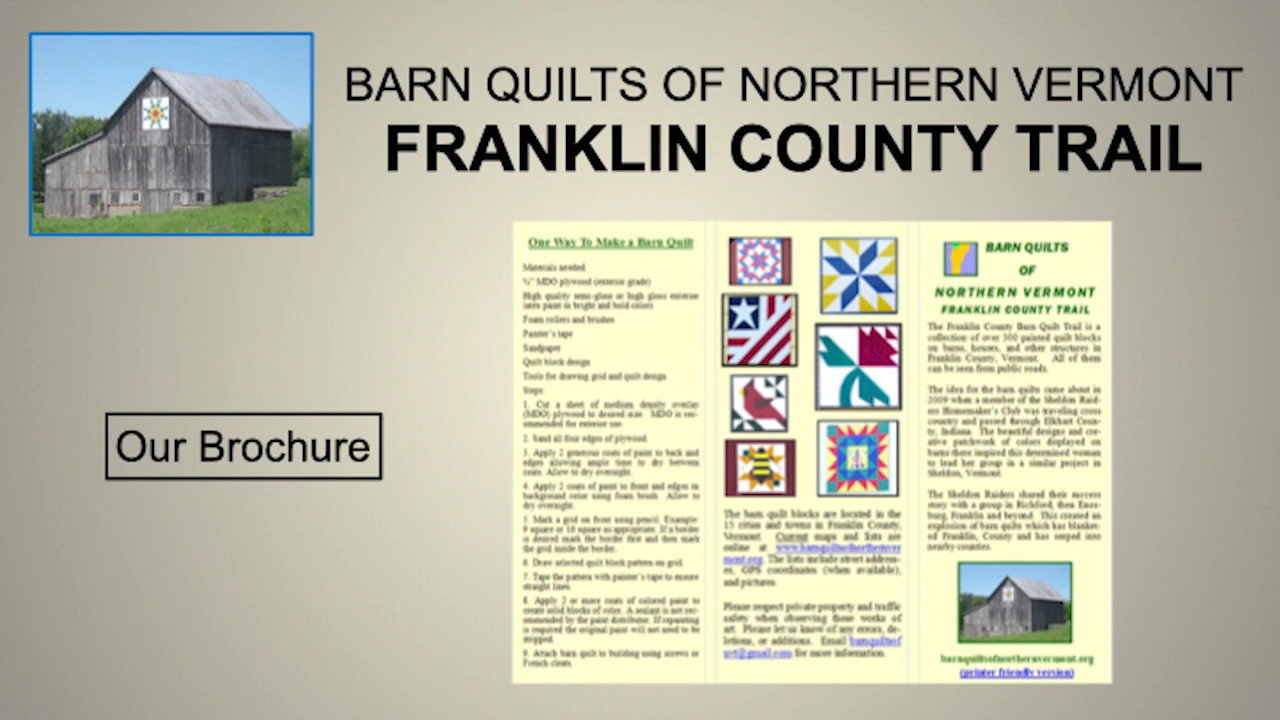 BARN QUILTS OF NORTHERN VERMONT
FRANKLIN COUNTY TRAIL
Our Brochure
One Way To Make a Barn Quilt
Materials needed:
MDO plywood (exterior grade)
High quality semi-gloss or high gloss exterior
latex paint in bright and bold colors
Foam rollers and brushes
Painter's tape
Sandpaper
Quilt block design
Tools for drawing grid and quilt design
Steps:
1. Cut a sheet of medium density overlay
(MDO) plywood to desired size. MDO is rec-
ommended for exterior use.
2. Sand all four edges of plywood.
3. Apply 2 generous coats of paint to back and
edges allowing ample time to dry between
coats. Allow to dry overnight.
4. Apply 2 coats of paint to front and edges in
background color using foam brush. Allow to
dry overnight.
5. Mark a grid on front using pencil. Example:
9 square or 16 square as appropriate. If a border
is desired mark the border first and then mark
the grid inside the border.
6. Draw selected quilt block pattern on grid.
7. Tape the pattern with painter's tape to ensure
straight lines.
8. Apply 2 or more coats of colored paint to
create solid blocks of color. A sealant is not rec-
ommended by the paint distributor. If repainting
is required the original paint will not need to be
stripped.
9. Attach barn quilt to building using screws or
French cleats.
The barn quilt blocks are located in the
15 cities and towns in Franklin County,
Vermont. Current maps and lists are
online at www.barnquiltsofnorthernver
mont.org. The lists include street address-
es, GPS coordinates (when available),
and pictures.
Please respect private property and traffic
safety when observing these works of
art. Please let us know of any errors, de-
letions, or additions. Email barnquiltsof
nvt@gmail.com for more information.
BARN QUILTS
OF
NORTHERN VERMONT
FRANKLIN COUNTY TRAIL
The Franklin County Barn Quilt Trail is a
collection of over 300 painted quilt blocks
on barns, houses, and other structures in
Franklin County, Vermont. All of them
can be seen from public roads.
The idea for the barn quilts came about in
2009 when a member of the Sheldon Raid-
ers Homemaker's Club was traveling cross
country and passed through Elkhart Coun-
ty, Indiana. The beautiful designs and cre-
ative patchwork of colors displayed on
barns there inspired this determined woman
to lead her group in a similar project in
Sheldon, Vermont.
The Sheldon Raiders shared their success
story with a group in Richford, then Enos-
burg, Franklin and beyond. This created an
explosion of barn quilts which has blanket-
ed Franklin, County and has seeped into
nearby counties.
barnquiltsofnorthernvermont.org
(printer friendly version)